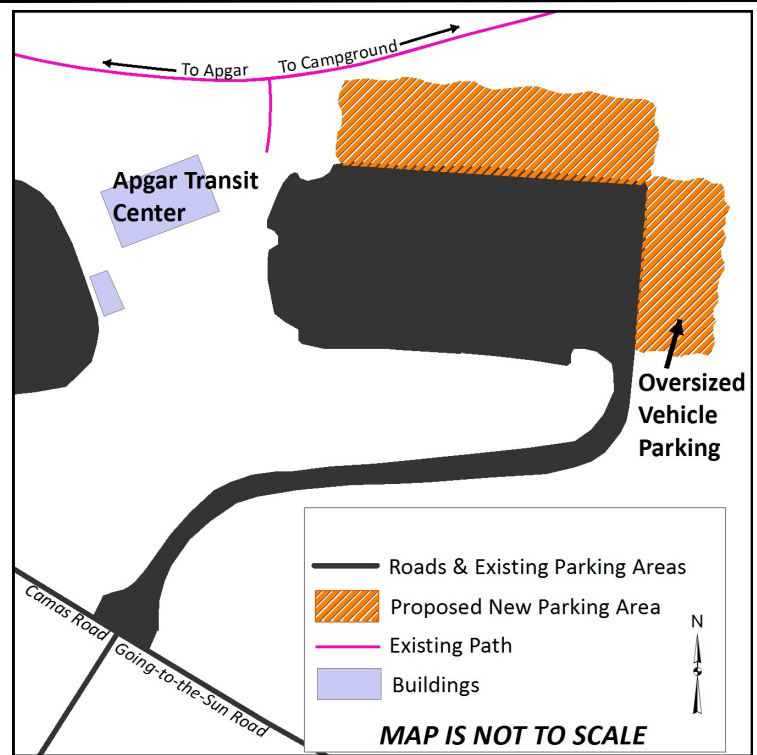 To Apgar
To Campground
Apgar Transit
Center
Oversized
Vehicle
Parking
Camas Road
Going-to-the-Sun Road
Roads & Existing Parking Areas
Proposed New Parking Area
Existing Path
Buildings
N
MAP IS NOT TO SCALE